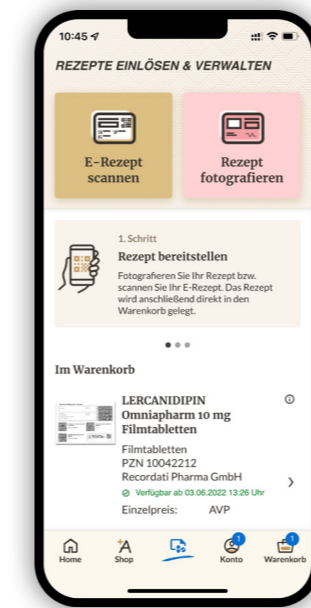 10:45
REZEPTE EINLÖSEN & VERWALTEN
E-Rezept
scannen
Rezept
fotografieren
1. Schritt
Rezept bereitstellen
Fotografieren Sie Ihr Rezept bzw.
scannen Sie Ihr E-Rezept. Das Rezept
wird anschließend direkt in den
Warenkorb gelegt.
Im Warenkorb
LERCANIDIPIN
Omniapharm 10 mg
Filmtabletten
Filmtabletten
PZN 10042212
Recordati Pharma GmbH
Verfügbar ab 03.06.2022 13:26 Uhr
Einzelpreis: AVP
Home
Shop
1
Konto
1
Warenkorb